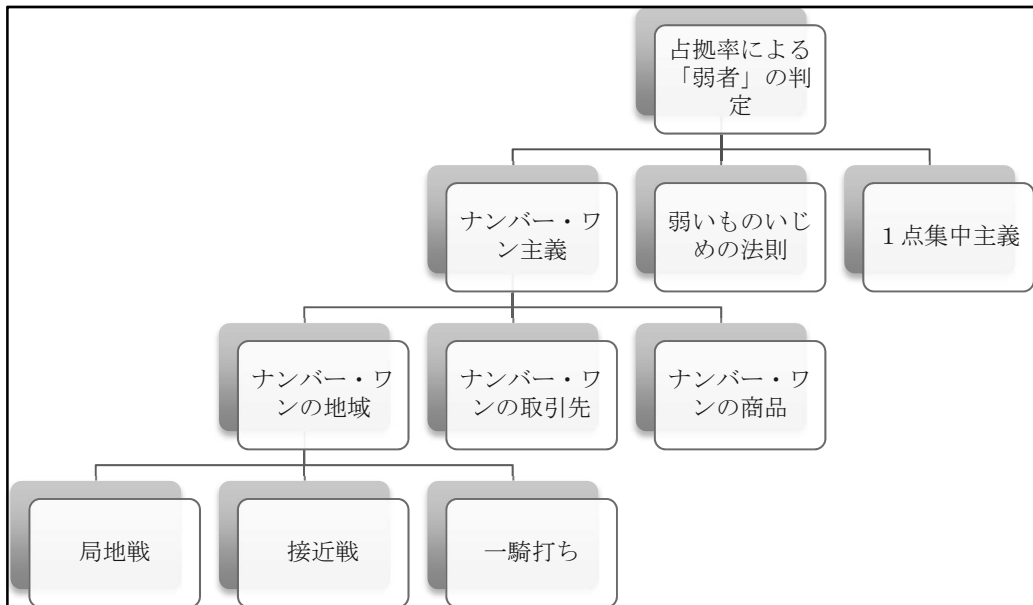 占拠率による
「弱者」の判
定
ナンバー・ワ
ン主義
弱いものいじ
めの法則
１点集中主義
ナンバー・ワ
ンの地域
ナンバー・ワ
ンの取引先
ナンバー・ワ
ンの商品
局地戦
接近戦
一騎打ち